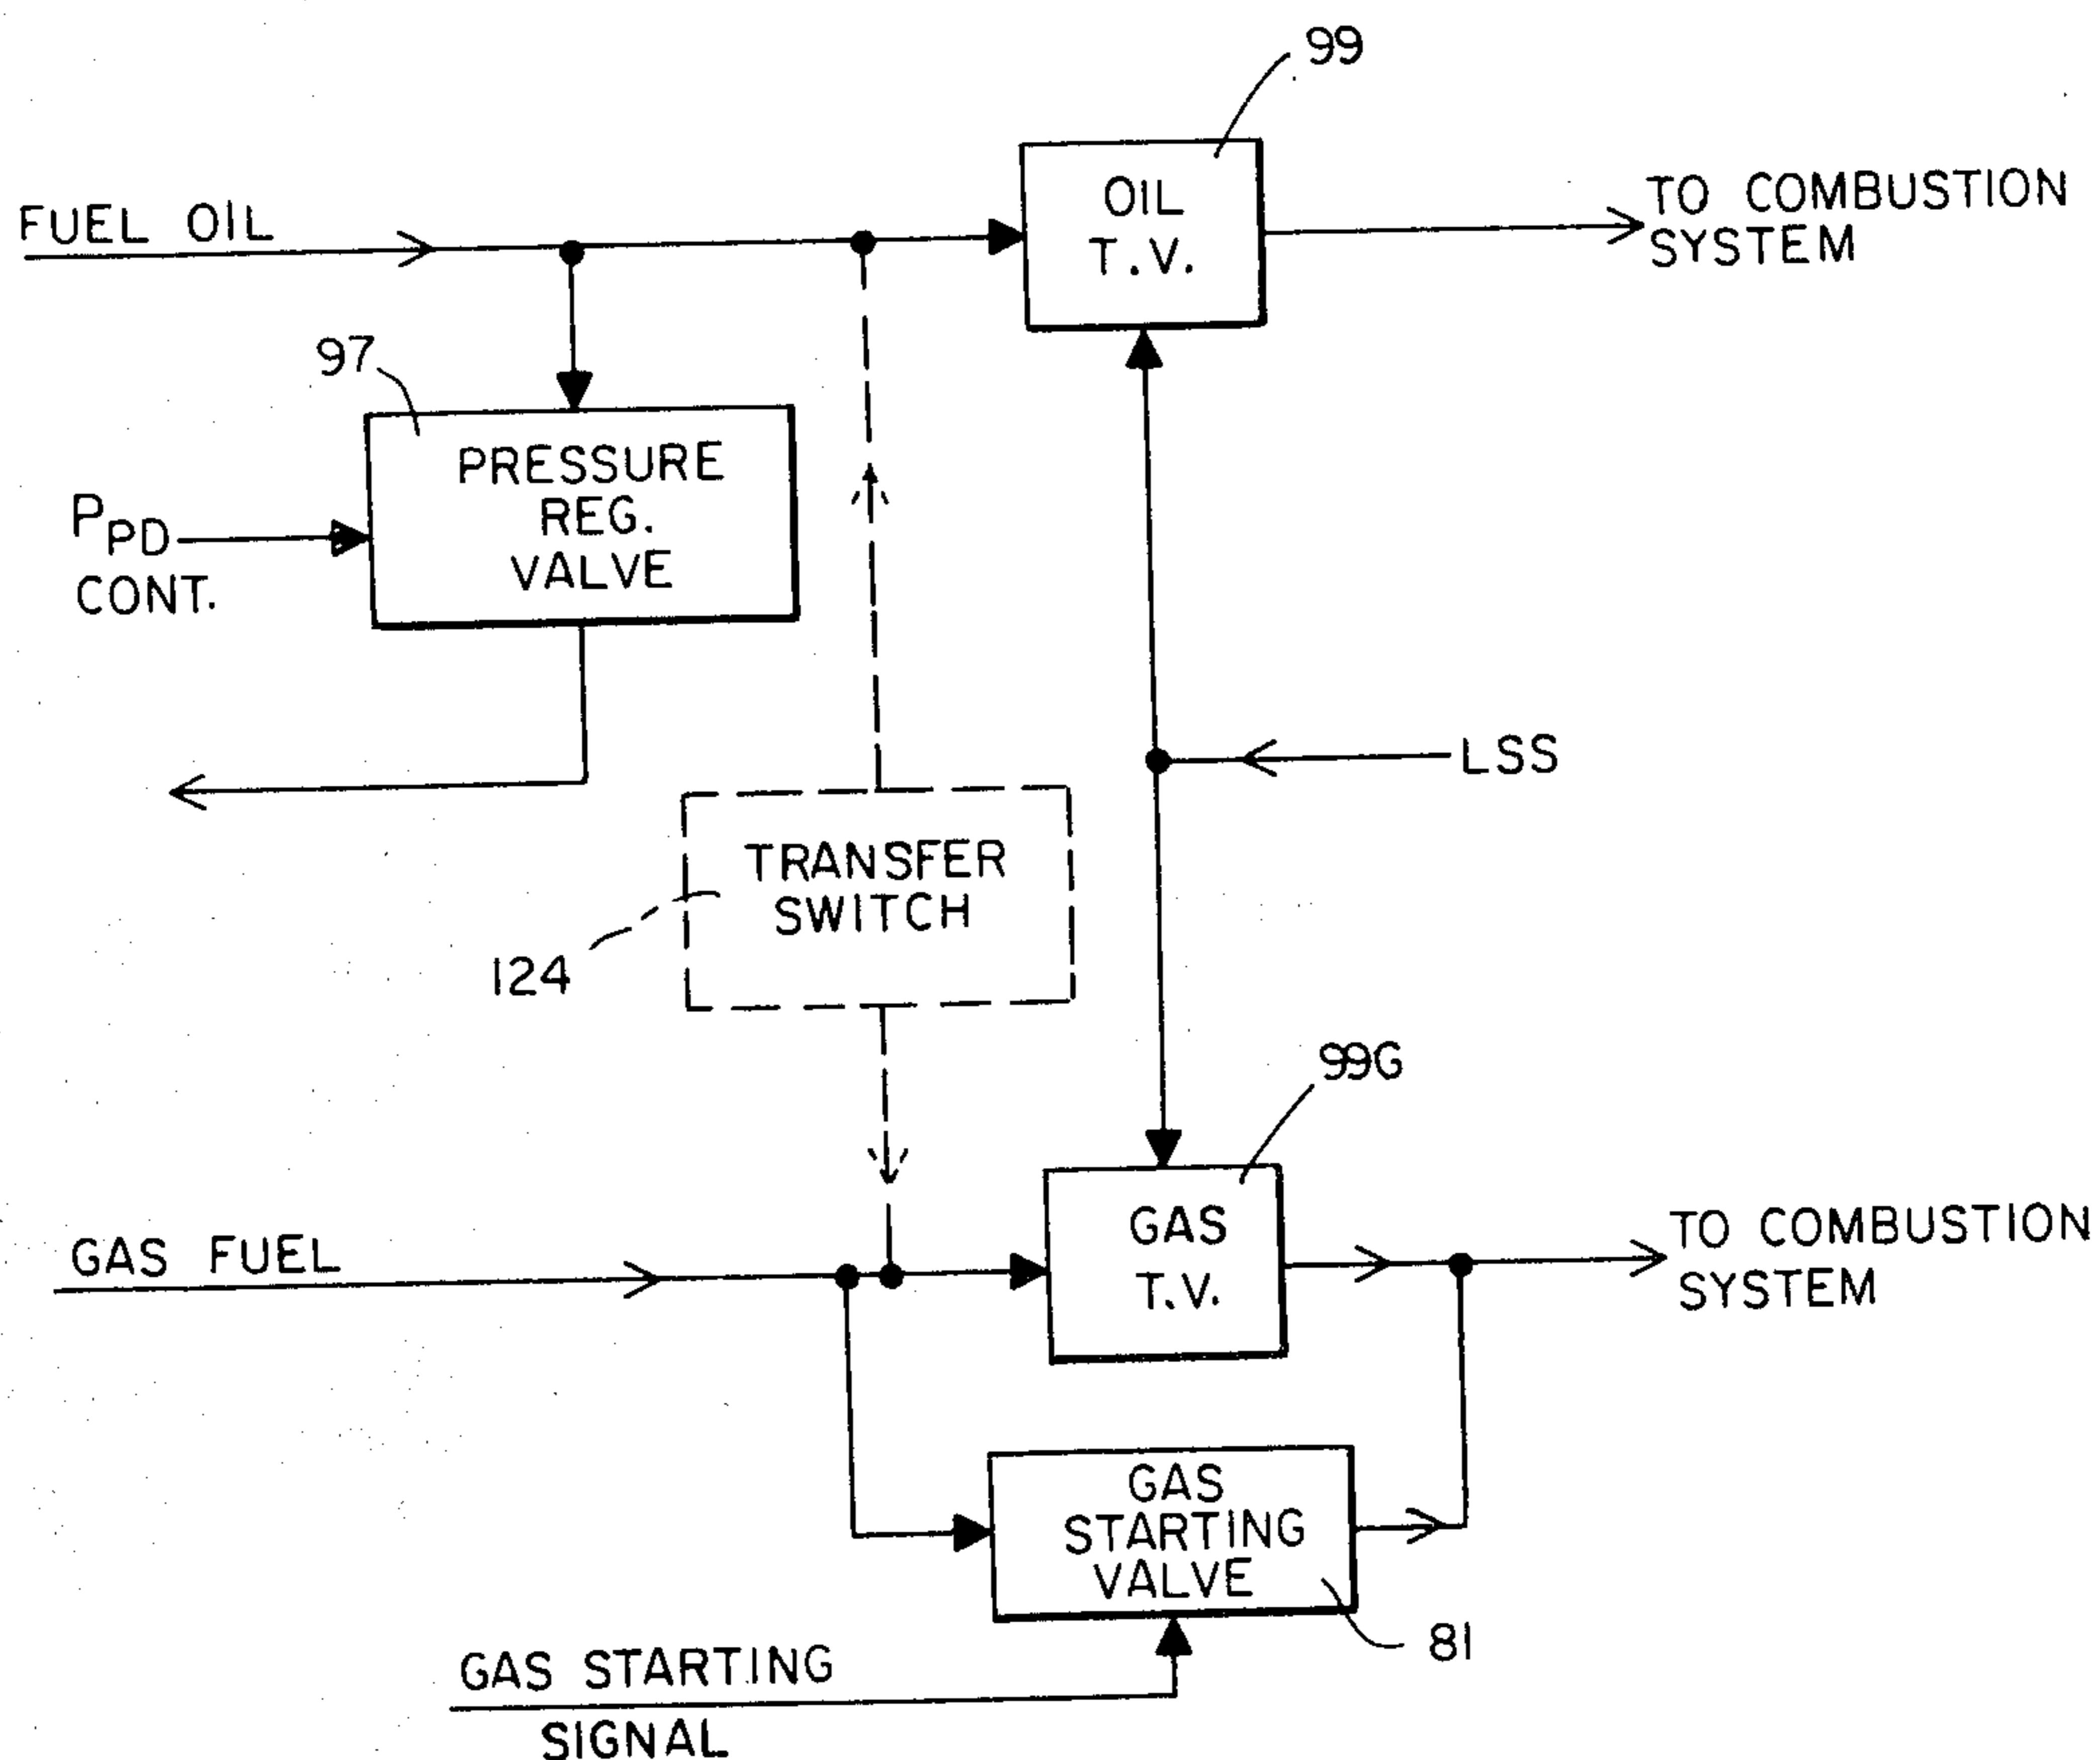 99
FUEL OIL
OIL
T.V.
TO COMBUSTION
SYSTEM
97
PRESSURE
REG.
VALVE
PPD
CONT.
LSS
TRANSFER
SWITCH
124
99G
GAS FUEL
GAS
T.V.
TO COMBUSTION
SYSTEM
GAS
STARTING
VALVE
81
GAS STARTING
SIGNAL